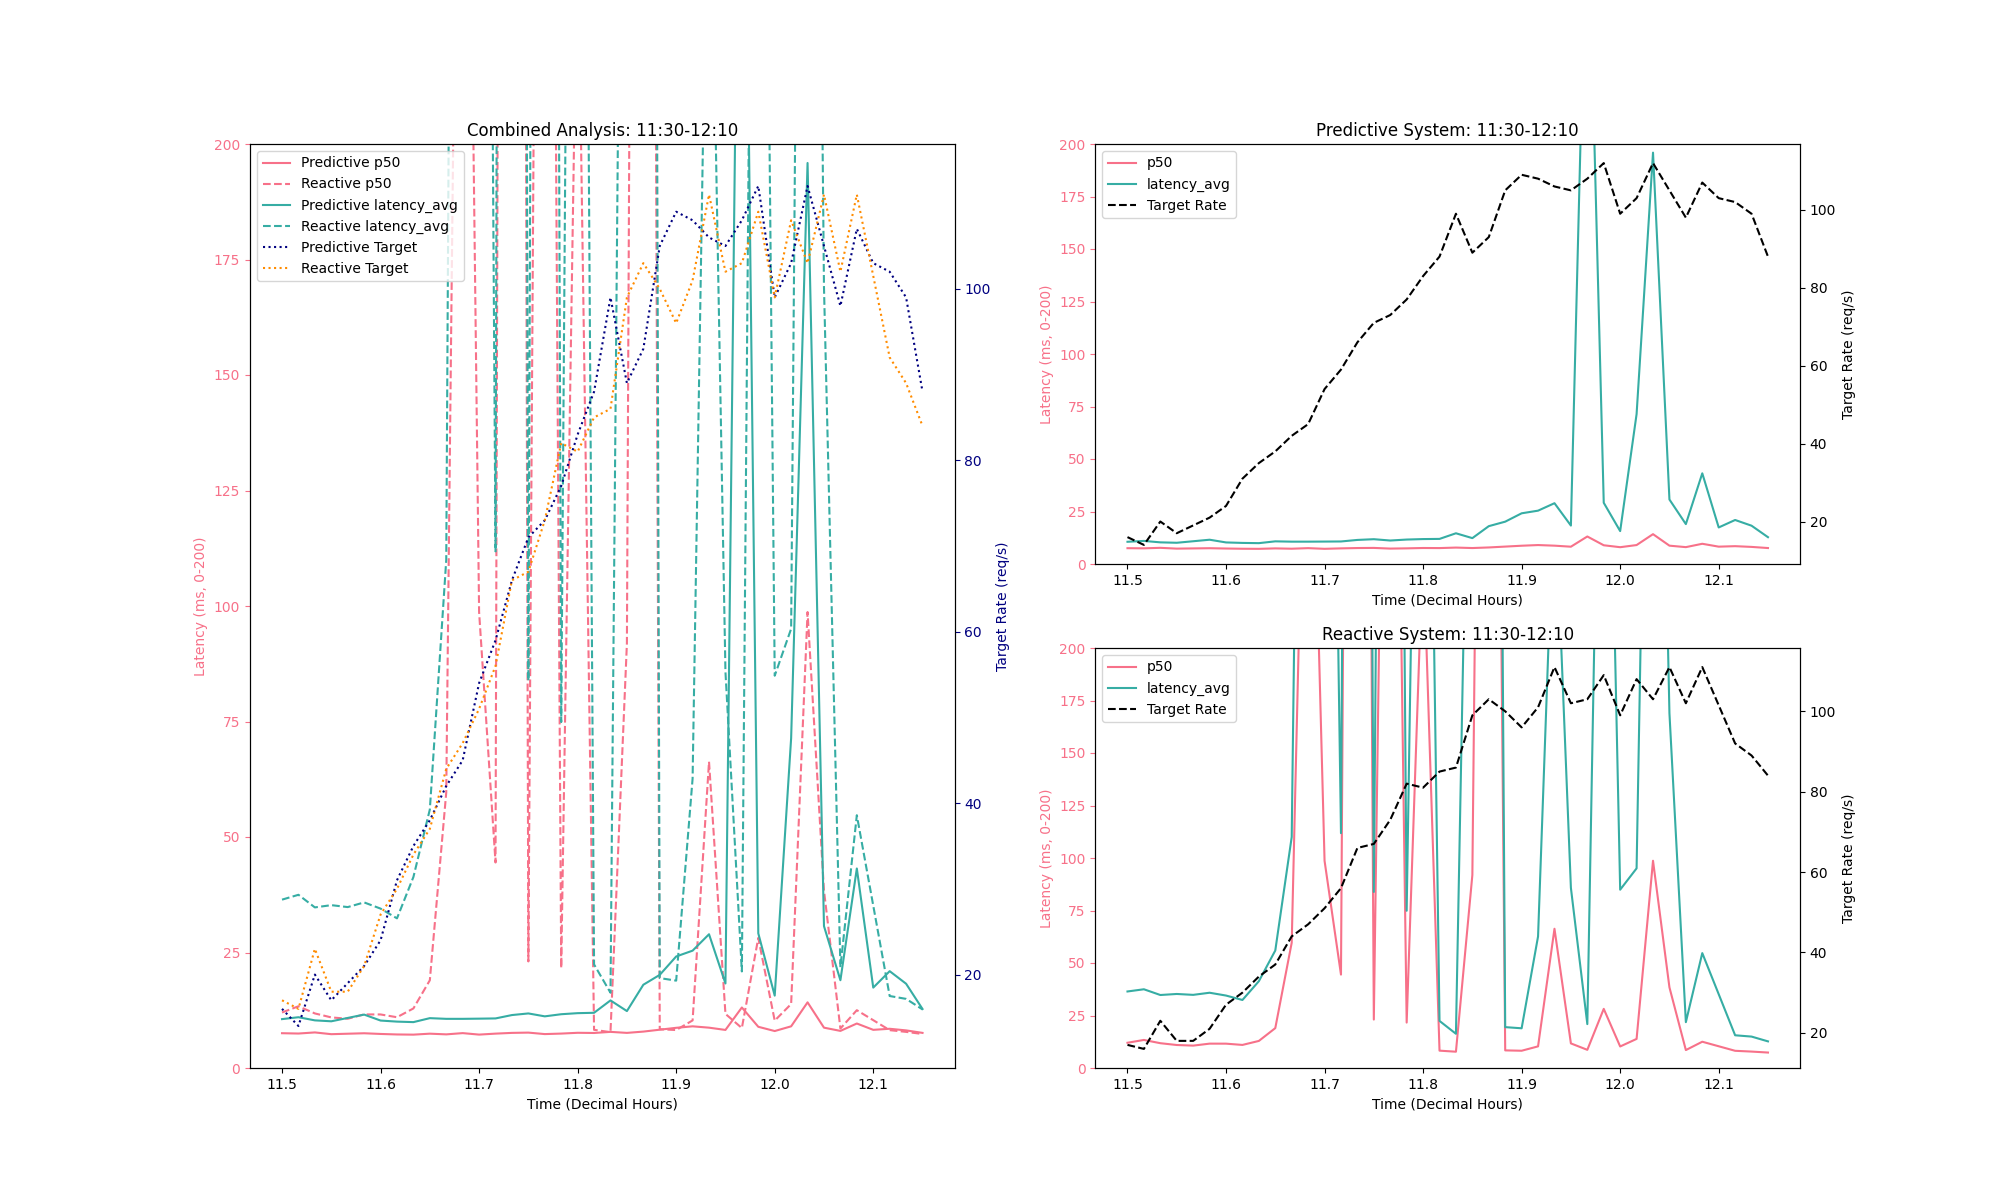 Combined Analysis: 11:30-12:10
Predictive p50
Reactive p50
Predictive latency_avg
Reactive latency_avg
Predictive Target
Reactive Target
200
175
150
125
100
75
50
25
0
Latency (ms, 0-200)
100
80
60
40
20
Target Rate (req/s)
11.5 11.6 11.7 11.8 11.9 12.0 12.1
Time (Decimal Hours)
Predictive System: 11:30-12:10
p50
latency_avg
Target Rate
200
175
150
125
100
75
50
25
0
Latency (ms, 0-200)
100
80
60
40
20
Target Rate (req/s)
11.5 11.6 11.7 11.8 11.9 12.0 12.1
Time (Decimal Hours)
Reactive System: 11:30-12:10
p50
latency_avg
Target Rate
200
175
150
125
100
75
50
25
0
Latency (ms, 0-200)
100
80
60
40
20
Target Rate (req/s)
11.5 11.6 11.7 11.8 11.9 12.0 12.1
Time (Decimal Hours)